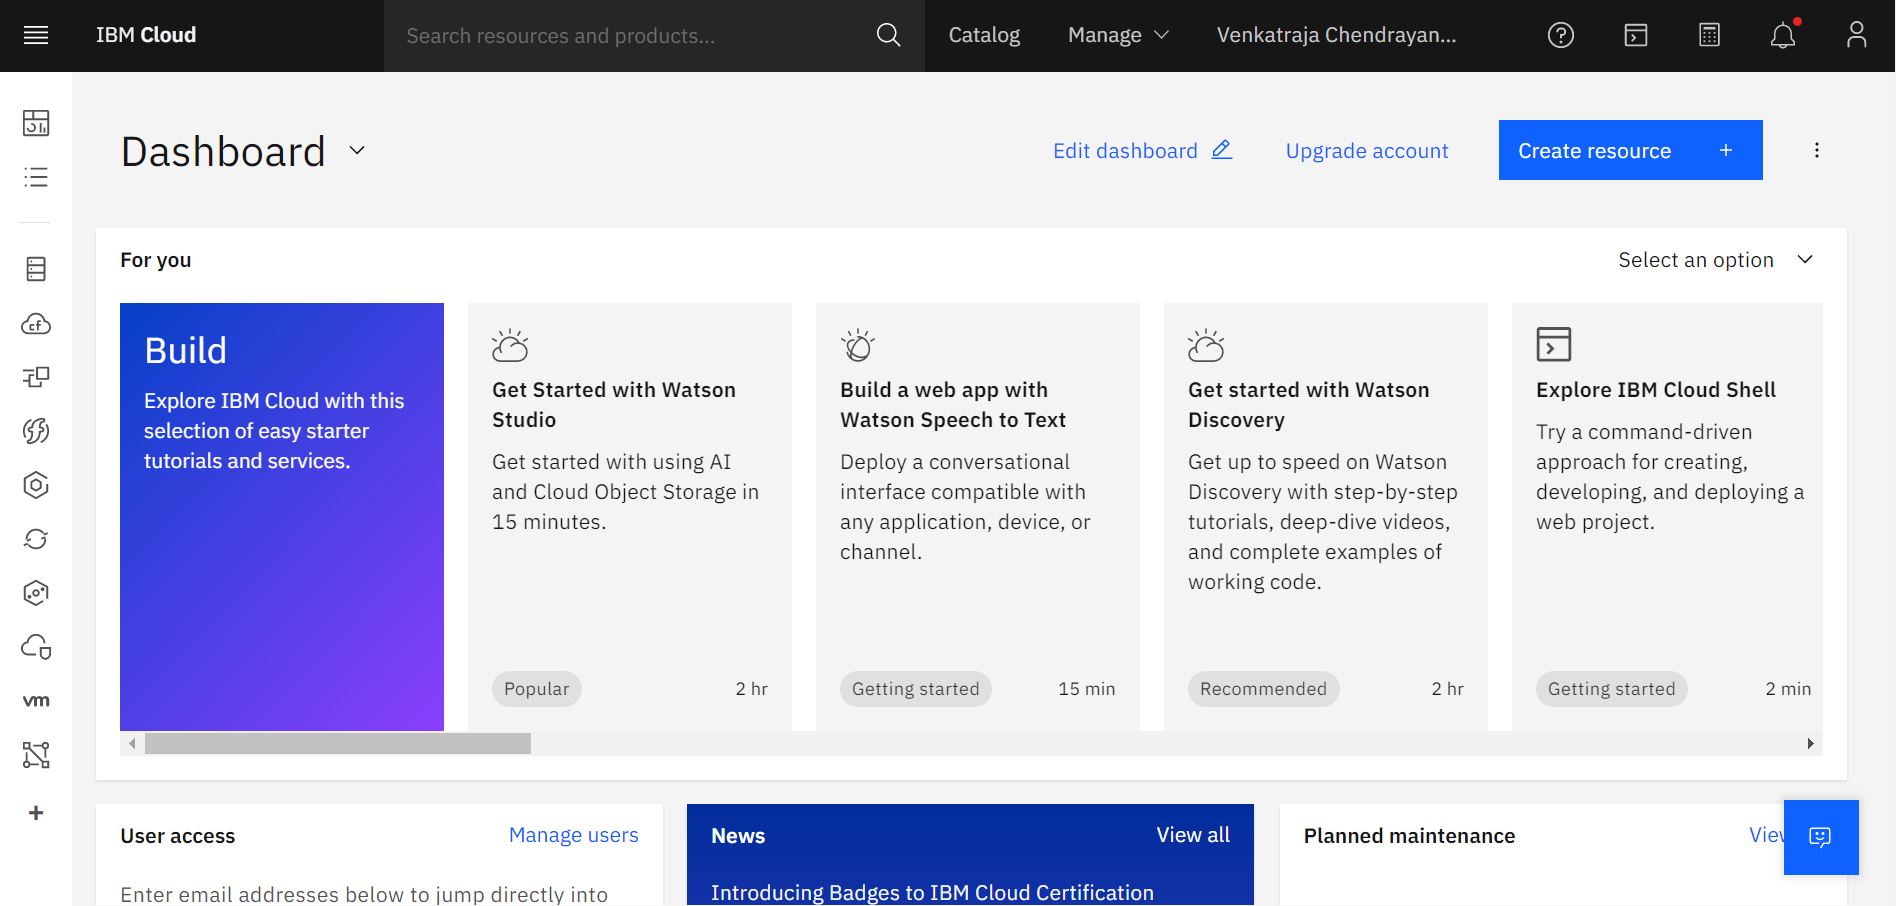 IBM Cloud
Search resources and products...
Catalog
Manage
Venkatraja Chendrayan...
Dashboard
Edit dashboard
Upgrade account
Create resource +
For you
Select an option
Build
Explore IBM Cloud with this
selection of easy starter
tutorials and services.
Get Started with Watson
Studio
Get started with using AI
and Cloud Object Storage in
15 minutes.
Popular
2 hr
Build a web app with
Watson Speech to Text
Deploy a conversational
interface compatible with
any application, device, or
channel.
Getting started
15 min
Get started with Watson
Discovery
Get up to speed on Watson
Discovery with step-by-step
tutorials, deep-dive videos,
and complete examples of
working code.
Recommended
2 hr
Explore IBM Cloud Shell
Try a command-driven
approach for creating,
developing, and deploying a
web project.
Getting started
2 min
cf
vm
User access
Manage users
Enter email addresses below to jump directly into
News
View all
Introducing Badges to IBM Cloud Certification
Planned maintenance